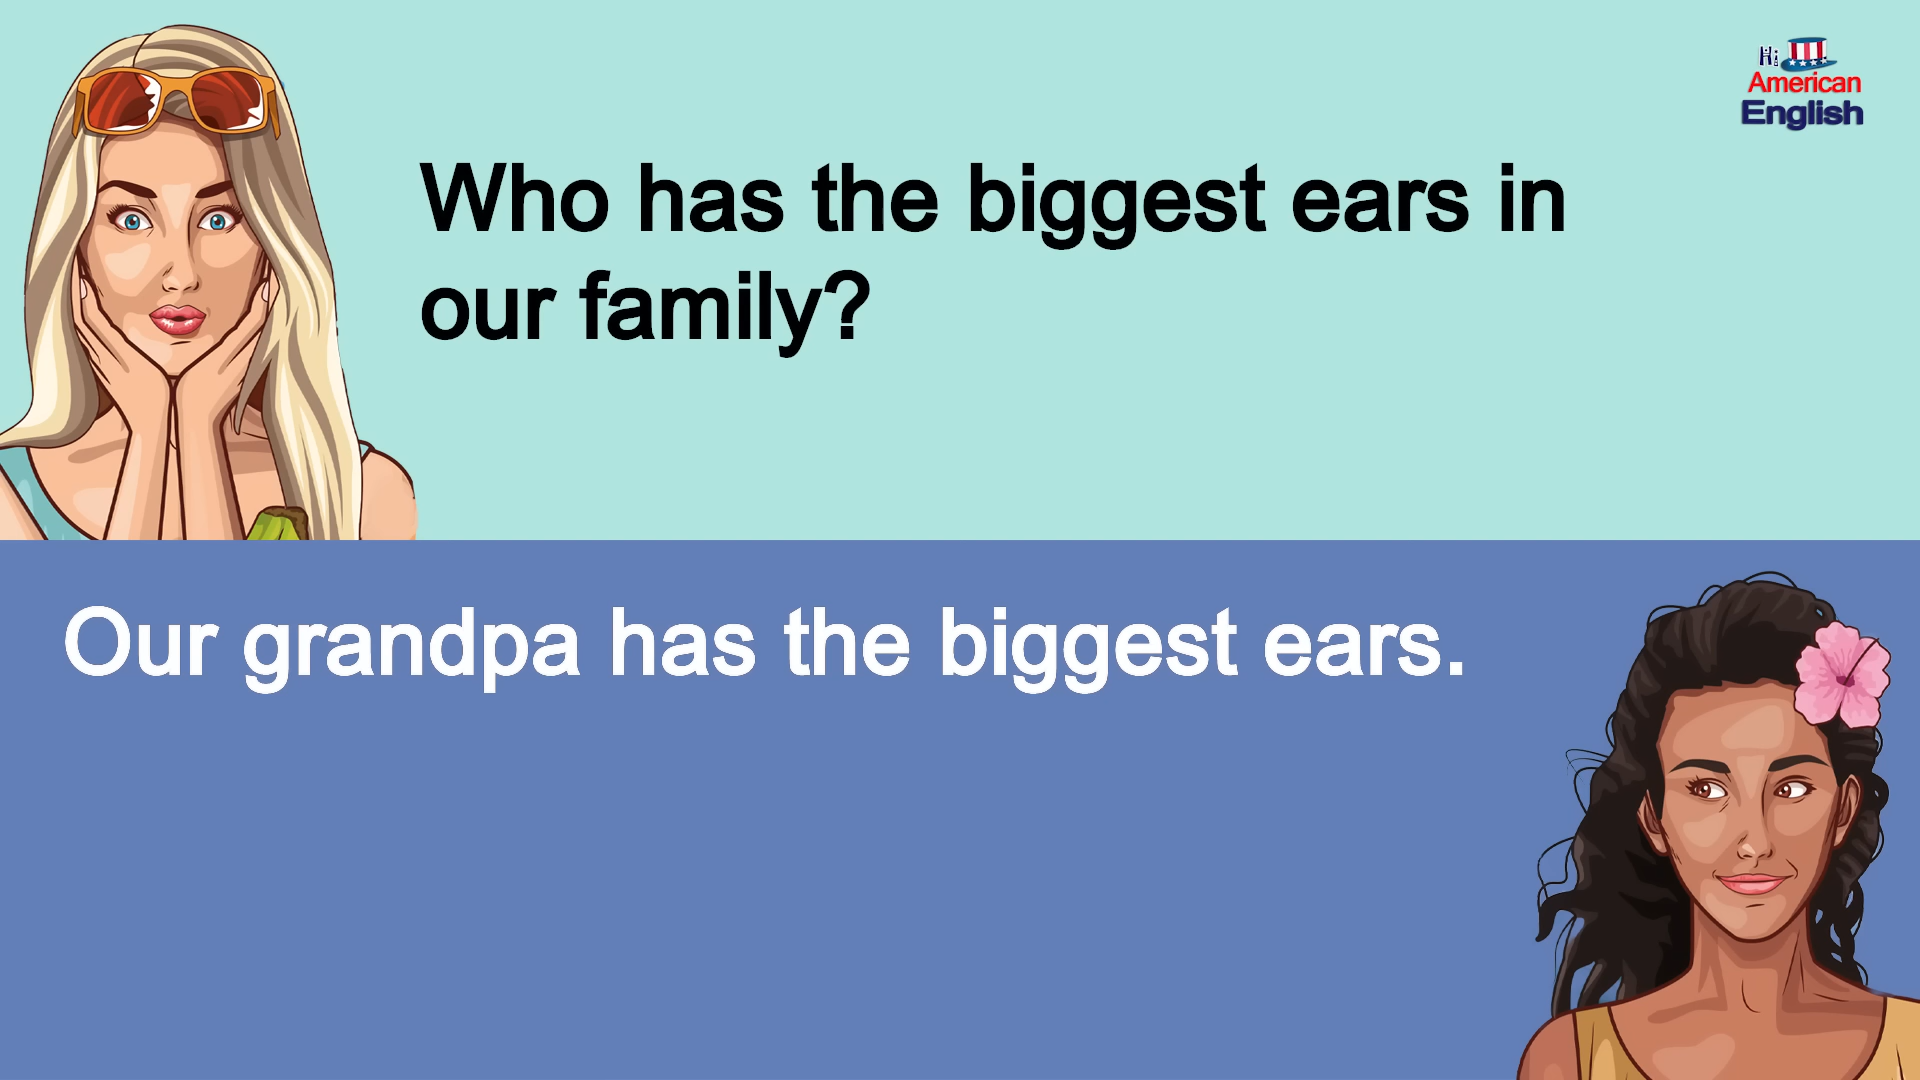 Hi
American
English
Who has the biggest ears in
our family?
Our grandpa has the biggest ears.